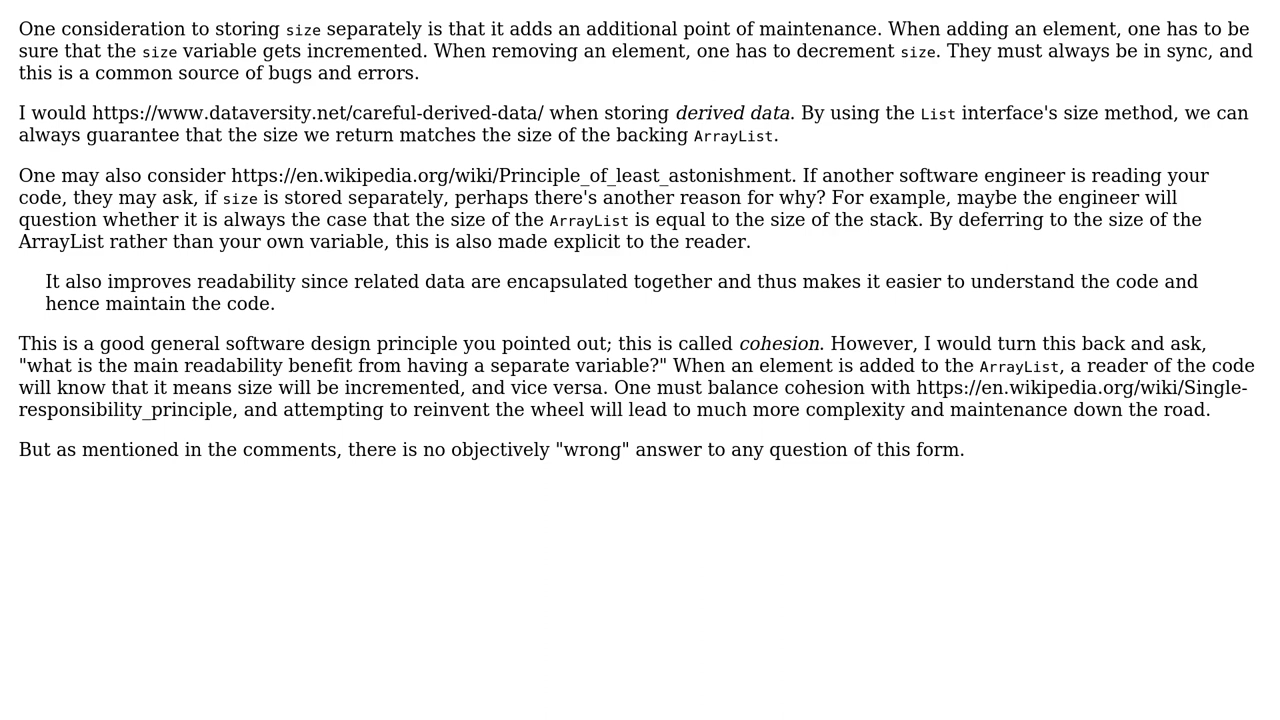 One consideration to storing size separately is that it adds an additional point of maintenance. When adding an element, one has to be
sure that the size variable gets incremented. When removing an element, one has to decrement size. They must always be in sync, and
this is a common source of bugs and errors.
I would https://www.dataversity.net/careful-derived-data/ when storing derived data. By using the List interface's size method, we can
always guarantee that the size we return matches the size of the backing ArrayList.
One may also consider https://en.wikipedia.org/wiki/Principle_of_least_astonishment. If another software engineer is reading your
code, they may ask, if size is stored separately, perhaps there's another reason for why? For example, maybe the engineer will
question whether it is always the case that the size of the ArrayList is equal to the size of the stack. By deferring to the size of the
ArrayList rather than your own variable, this is also made explicit to the reader.
It also improves readability since related data are encapsulated together and thus makes it easier to understand the code and
hence maintain the code.
This is a good general software design principle you pointed out; this is called cohesion. However, I would turn this back and ask,
"what is the main readability benefit from having a separate variable?" When an element is added to the ArrayList, a reader of the code
will know that it means size will be incremented, and vice versa. One must balance cohesion with https://en.wikipedia.org/wiki/Single-
responsibility_principle, and attempting to reinvent the wheel will lead to much more complexity and maintenance down the road.
But as mentioned in the comments, there is no objectively "wrong" answer to any question of this form.